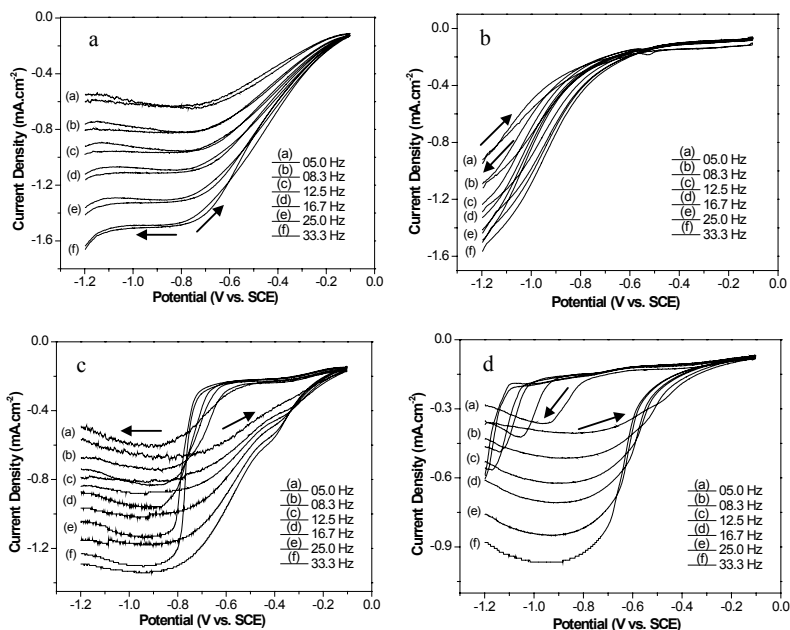 a
Current Density (mA.cm⁻²)
0.0
-0.4
-0.8
-1.2
-1.6
(a)
(b)
(c)
(d)
(e)
(f)
(a) 05.0 Hz
(b) 08.3 Hz
(c) 12.5 Hz
(d) 16.7 Hz
(e) 25.0 Hz
(f) 33.3 Hz
-1.2 -1.0 -0.8 -0.6 -0.4 -0.2 0.0
Potential (V vs. SCE)
b
Current Density (mA.cm⁻²)
0.0
-0.4
-0.8
-1.2
-1.6
(a)
(b)
(c)
(d)
(e)
(f)
(a) 05.0 Hz
(b) 08.3 Hz
(c) 12.5 Hz
(d) 16.7 Hz
(e) 25.0 Hz
(f) 33.3 Hz
-1.2 -1.0 -0.8 -0.6 -0.4 -0.2 0.0
Potential (V vs. SCE)
c
Current Density (mA.cm⁻²)
0.0
-0.4
-0.8
-1.2
(a)
(b)
(c)
(d)
(e)
(f)
(a) 05.0 Hz
(b) 08.3 Hz
(c) 12.5 Hz
(d) 16.7 Hz
(e) 25.0 Hz
(f) 33.3 Hz
-1.2 -1.0 -0.8 -0.6 -0.4 -0.2 0.0
Potential (V vs. SCE)
d
Current Density (mA.cm⁻²)
0.0
-0.3
-0.6
-0.9
(a)
(b)
(c)
(d)
(e)
(f)
(a) 05.0 Hz
(b) 08.3 Hz
(c) 12.5 Hz
(d) 16.7 Hz
(e) 25.0 Hz
(f) 33.3 Hz
-1.2 -1.0 -0.8 -0.6 -0.4 -0.2 0.0
Potential (V vs. SCE)